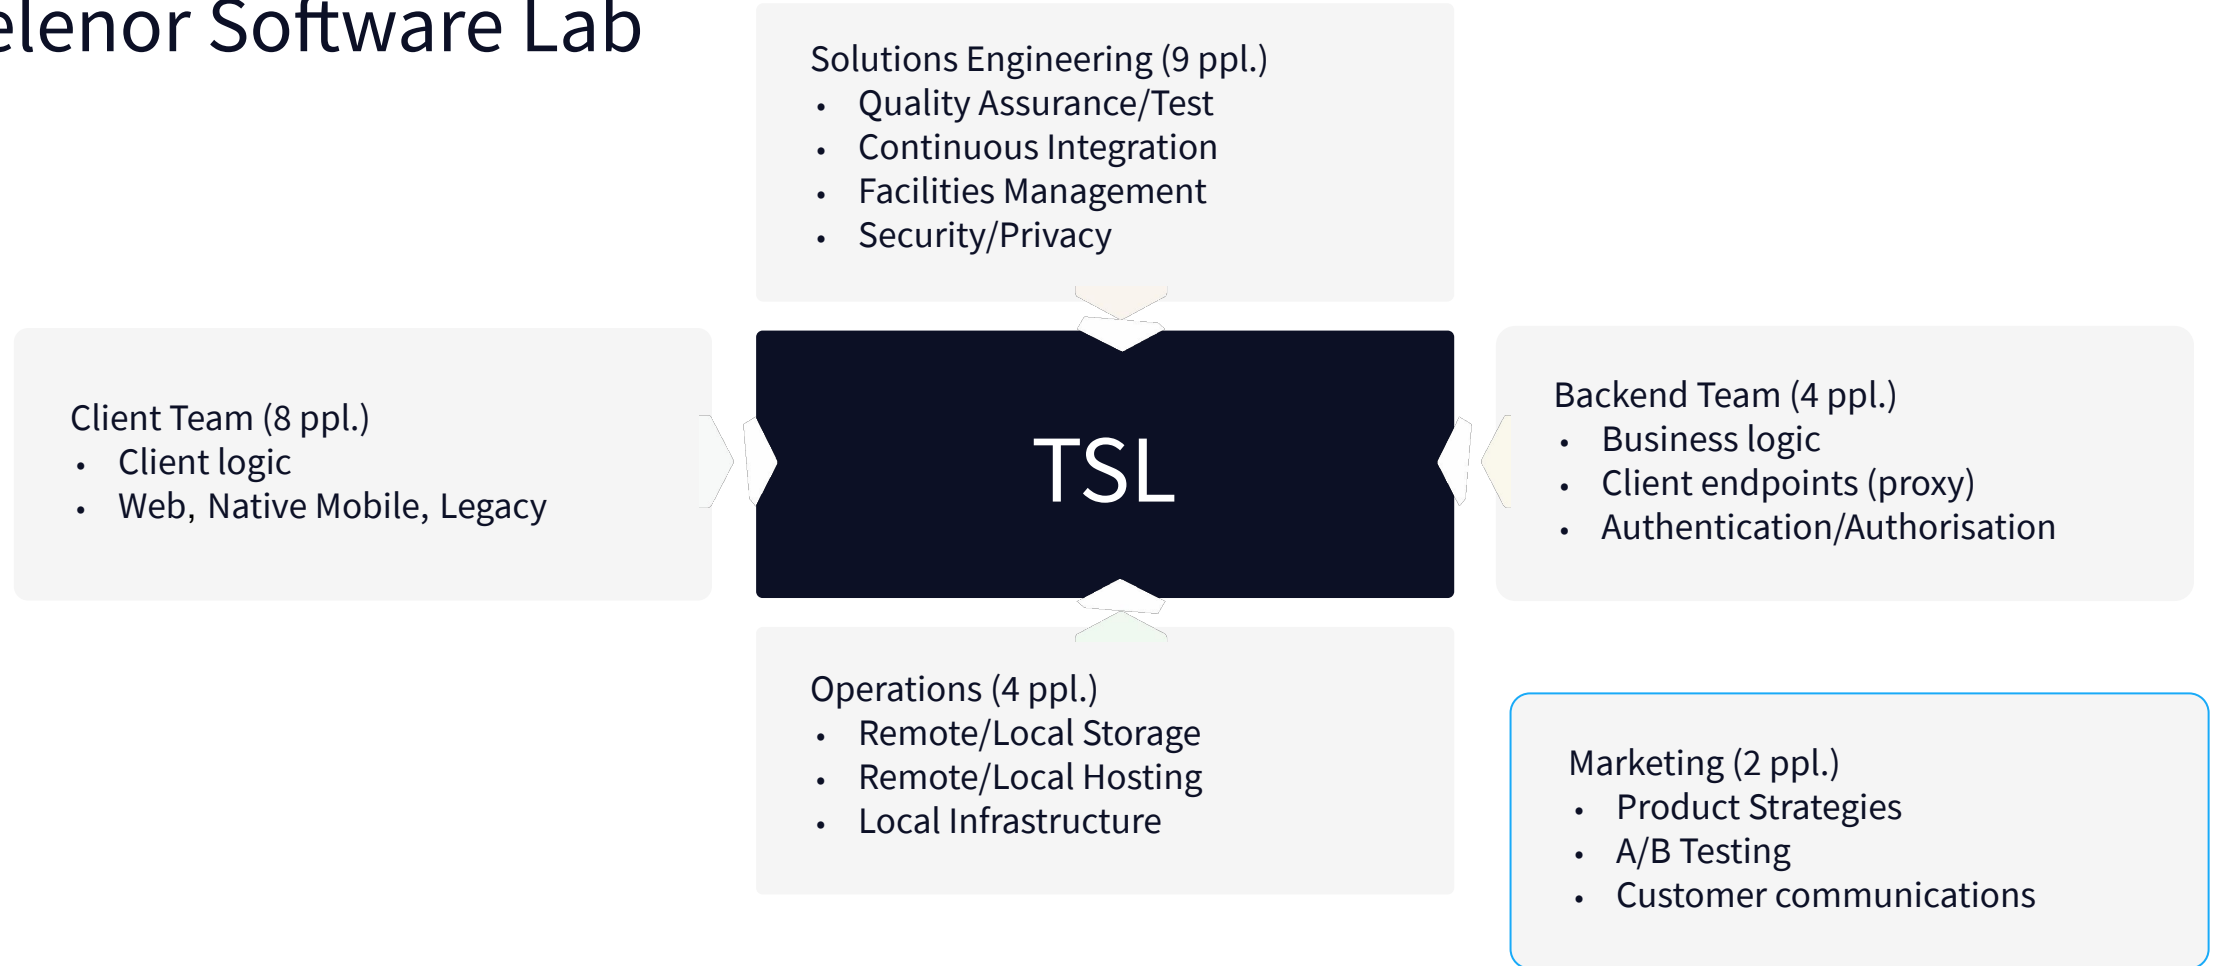 elenor Software Lab
Solutions Engineering (9 ppl.)
• Quality Assurance/Test
• Continuous Integration
• Facilities Management
• Security/Privacy
Client Team (8 ppl.)
• Client logic
• Web, Native Mobile, Legacy
TSL
Backend Team (4 ppl.)
• Business logic
• Client endpoints (proxy)
• Authentication/Authorisation
Operations (4 ppl.)
• Remote/Local Storage
• Remote/Local Hosting
• Local Infrastructure
Marketing (2 ppl.)
• Product Strategies
• A/B Testing
• Customer communications